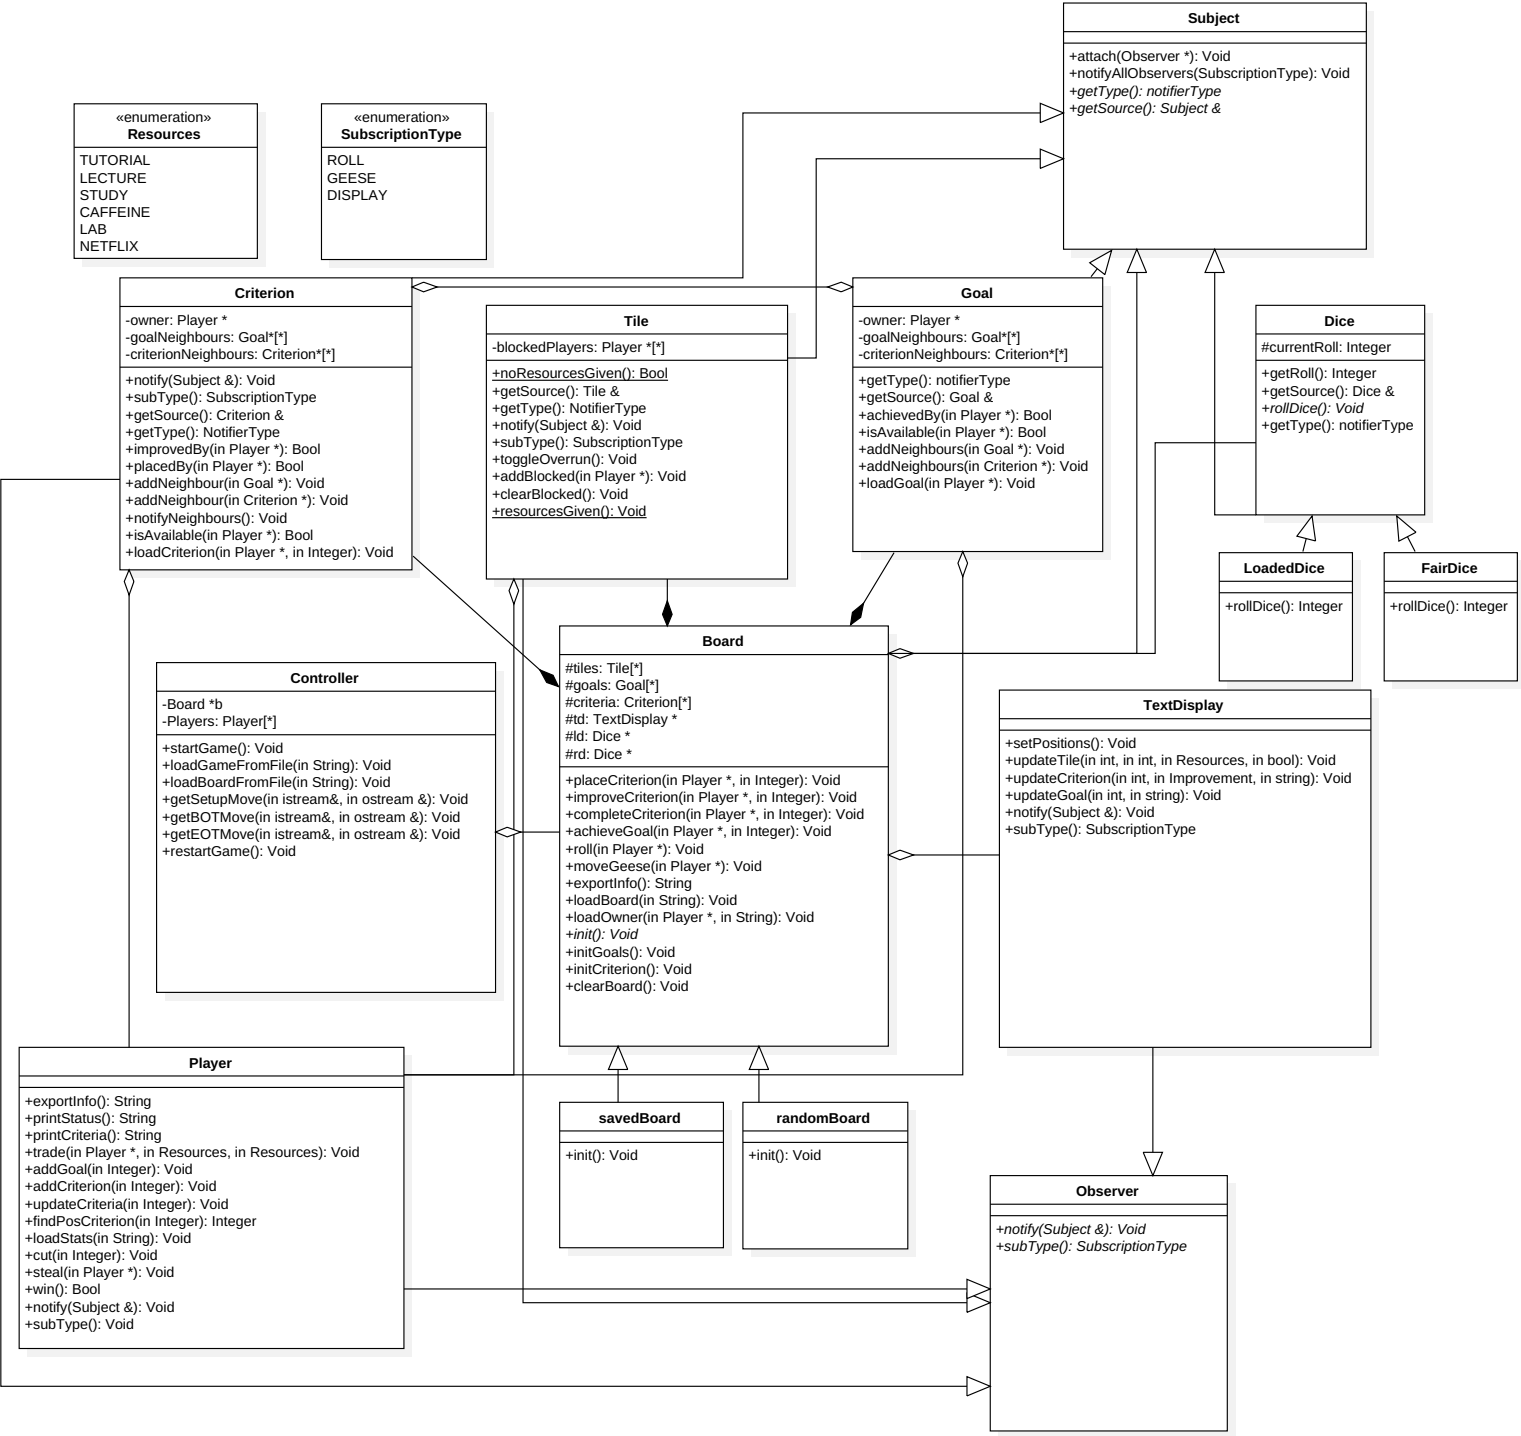 Subject
+attach(Observer *): Void
+notifyAllObservers(SubscriptionType): Void
+getType(): notifierType
+getSource(): Subject &
«enumeration»
Resources
TUTORIAL
LECTURE
STUDY
CAFFEINE
LAB
NETFLIX
«enumeration»
SubscriptionType
ROLL
GEESE
DISPLAY
Criterion
-owner: Player *
-goalNeighbours: Goal*[*]
-criterionNeighbours: Criterion*[*]
+notify(Subject &): Void
+subType(): SubscriptionType
+getSource(): Criterion &
+getType(): NotifierType
+improvedBy(in Player *): Bool
+placedBy(in Player *): Bool
+addNeighbour(in Goal *): Void
+addNeighbour(in Criterion *): Void
+notifyNeighbours(): Void
+isAvailable(in Player *): Bool
+loadCriterion(in Player *, in Integer): Void
Tile
-blockedPlayers: Player *[*]
+noResourcesGiven(): Bool
+getSource(): Tile &
+getType(): NotifierType
+notify(Subject &): Void
+subType(): SubscriptionType
+toggleOverrun(): Void
+addBlocked(in Player *): Void
+clearBlocked(): Void
+resourcesGiven(): Void
Goal
-owner: Player *
-goalNeighbours: Goal*[*]
-criterionNeighbours: Criterion*[*]
+getType(): notifierType
+getSource(): Goal &
+achievedBy(in Player *): Bool
+isAvailable(in Player *): Bool
+addNeighbours(in Goal *): Void
+addNeighbours(in Criterion *): Void
+loadGoal(in Player *): Void
Dice
#currentRoll: Integer
+getRoll(): Integer
+getSource(): Dice &
+rollDice(): Void
+getType(): notifierType
LoadedDice
+rollDice(): Integer
FairDice
+rollDice(): Integer
Controller
-Board *b
-Players: Player[*]
+startGame(): Void
+loadGameFromFile(in String): Void
+loadBoardFromFile(in String): Void
+getSetupMove(in istream&, in ostream &): Void
+getBOTMove(in istream&, in ostream &): Void
+getEOTMove(in istream&, in ostream &): Void
+restartGame(): Void
Board
#tiles: Tile[*]
#goals: Goal[*]
#criteria: Criterion[*]
#td: TextDisplay *
#ld: Dice *
#rd: Dice *
+placeCriterion(in Player *, in Integer): Void
+improveCriterion(in Player *, in Integer): Void
+completeCriterion(in Player *, in Integer): Void
+achieveGoal(in Player *, in Integer): Void
+roll(in Player *): Void
+moveGeese(in Player *): Void
+exportInfo(): String
+loadBoard(in String): Void
+loadOwner(in Player *, in String): Void
+init(): Void
+initGoals(): Void
+initCriterion(): Void
+clearBoard(): Void
TextDisplay
+setPositions(): Void
+updateTile(in int, in int, in Resources, in bool): Void
+updateCriterion(in int, in Improvement, in string): Void
+updateGoal(in int, in string): Void
+notify(Subject &): Void
+subType(): SubscriptionType
Player
+exportInfo(): String
+printStatus(): String
+printCriteria(): String
+trade(in Player *, in Resources, in Resources): Void
+addGoal(in Integer): Void
+addCriterion(in Integer): Void
+updateCriteria(in Integer): Void
+findPosCriterion(in Integer): Integer
+loadStats(in String): Void
+cut(in Integer): Void
+steal(in Player *): Void
+win(): Bool
+notify(Subject &): Void
+subType(): Void
savedBoard
+init(): Void
randomBoard
+init(): Void
Observer
+notify(Subject &): Void
+subType(): SubscriptionType